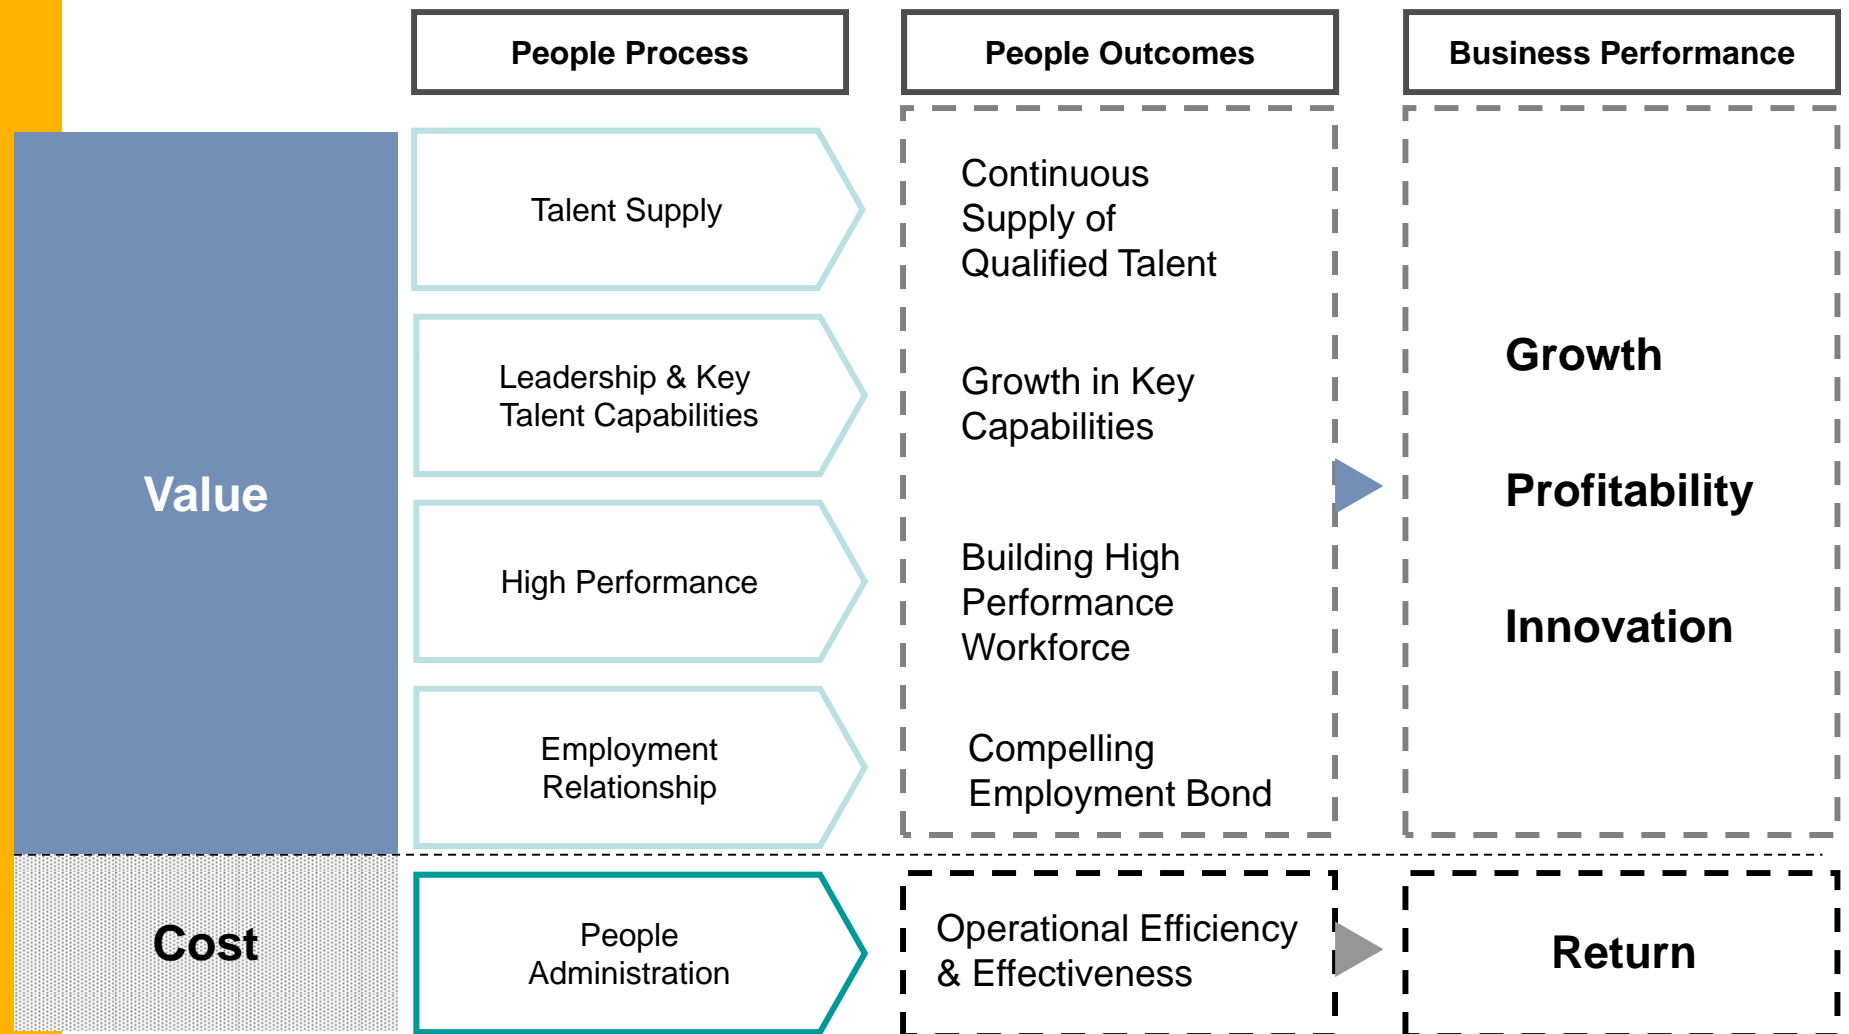 People Process
People Outcomes
Business Performance
Value
Talent Supply
Continuous
Supply of
Qualified Talent
Leadership & Key
Talent Capabilities
Growth in Key
Capabilities
High Performance
Building High
Performance
Workforce
Employment
Relationship
Compelling
Employment Bond
Growth
Profitability
Innovation
Cost
People
Administration
Operational Efficiency
& Effectiveness
Return